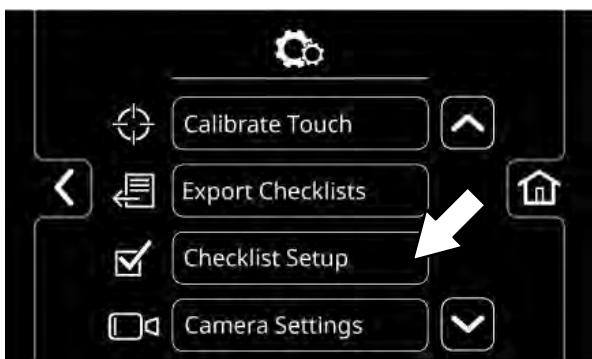 Calibrate Touch
Export Checklists
Checklist Setup
Camera Settings